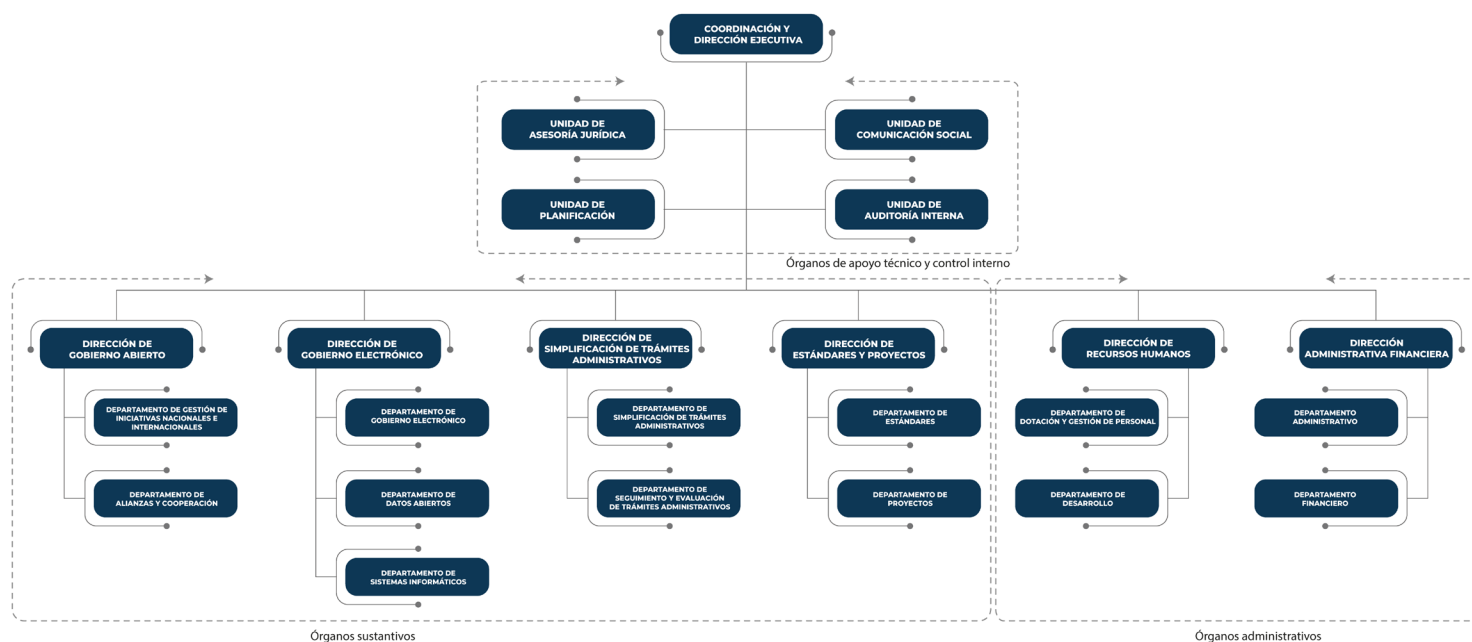 COORDINACIÓN Y
DIRECCIÓN EJECUTIVA
UNIDAD DE
ASESORÍA JURÍDICA
UNIDAD DE
COMUNICACIÓN SOCIAL
UNIDAD DE
PLANIFICACIÓN
UNIDAD DE
AUDITORÍA INTERNA
Órganos de apoyo técnico y control interno
DIRECCIÓN DE
GOBIERNO ABIERTO
DIRECCIÓN DE
GOBIERNO ELECTRÓNICO
DIRECCIÓN DE
SIMPLIFICACIÓN DE TRÁMITES
ADMINISTRATIVOS
DIRECCIÓN DE
ESTÁNDARES Y PROYECTOS
DIRECCIÓN DE
RECURSOS HUMANOS
DIRECCIÓN
ADMINISTRATIVA FINANCIERA
DEPARTAMENTO DE GESTIÓN DE
INICIATIVAS NACIONALES E
INTERNACIONALES
DEPARTAMENTO DE
GOBIERNO ELECTRÓNICO
DEPARTAMENTO DE
SIMPLIFICACIÓN DE TRÁMITES
ADMINISTRATIVOS
DEPARTAMENTO DE
ESTÁNDARES
DEPARTAMENTO DE
DOTACIÓN Y GESTIÓN DE PERSONAL
DEPARTAMENTO
ADMINISTRATIVO
DEPARTAMENTO DE
ALIANZAS Y COOPERACIÓN
DEPARTAMENTO DE
DATOS ABIERTOS
DEPARTAMENTO DE
SEGUIMIENTO Y EVALUACIÓN
DE TRÁMITES ADMINISTRATIVOS
DEPARTAMENTO DE
PROYECTOS
DEPARTAMENTO DE
DESARROLLO
DEPARTAMENTO
FINANCIERO
DEPARTAMENTO DE
SISTEMAS INFORMÁTICOS
Órganos sustantivos
Órganos administrativos